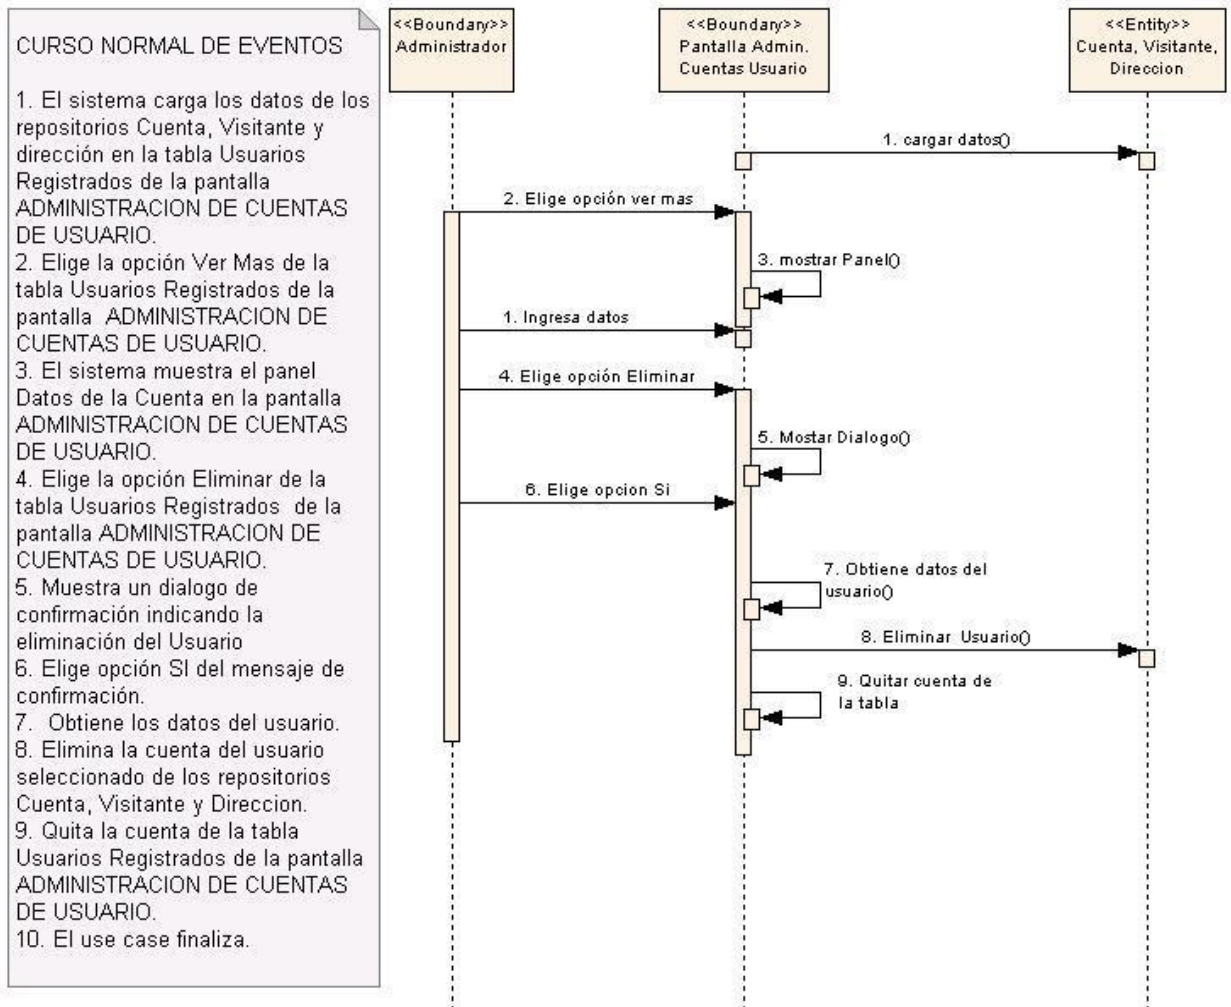 CURSO NORMAL DE EVENTOS
1. El sistema carga los datos de los
repositorios Cuenta, Visitante y
dirección en la tabla Usuarios
Registrados de la pantalla
ADMINISTRACION DE CUENTAS
DE USUARIO.
2. Elige la opción Ver Mas de la
tabla Usuarios Registrados de la
pantalla ADMINISTRACION DE
CUENTAS DE USUARIO.
3. El sistema muestra el panel
Datos de la Cuenta en la pantalla
ADMINISTRACION DE CUENTAS
DE USUARIO.
4. Elige la opción Eliminar de la
tabla Usuarios Registrados de la
pantalla ADMINISTRACION DE
CUENTAS DE USUARIO.
5. Muestra un dialogo de
confirmación indicando la
eliminación del Usuario
6. Elige opción SI del mensaje de
confirmación.
7. Obtiene los datos del usuario.
8. Elimina la cuenta del usuario
seleccionado de los repositorios
Cuenta, Visitante y Direccion.
9. Quita la cuenta de la tabla
Usuarios Registrados de la pantalla
ADMINISTRACION DE CUENTAS
DE USUARIO.
10. El use case finaliza.
<<Boundary>>
Administrador
<<Boundary>>
Pantalla Admin.
Cuentas Usuario
<<Entity>>
Cuenta, Visitante,
Direccion
1. cargar datos()
2. Elige opción ver mas
3. mostrar Panel()
1. Ingresa datos
4. Elige opción Eliminar
5. Mostar Dialogo()
6. Elige opcion Si
7. Obtiene datos del
usuario()
8. Eliminar Usuario()
9. Quitar cuenta de
la tabla